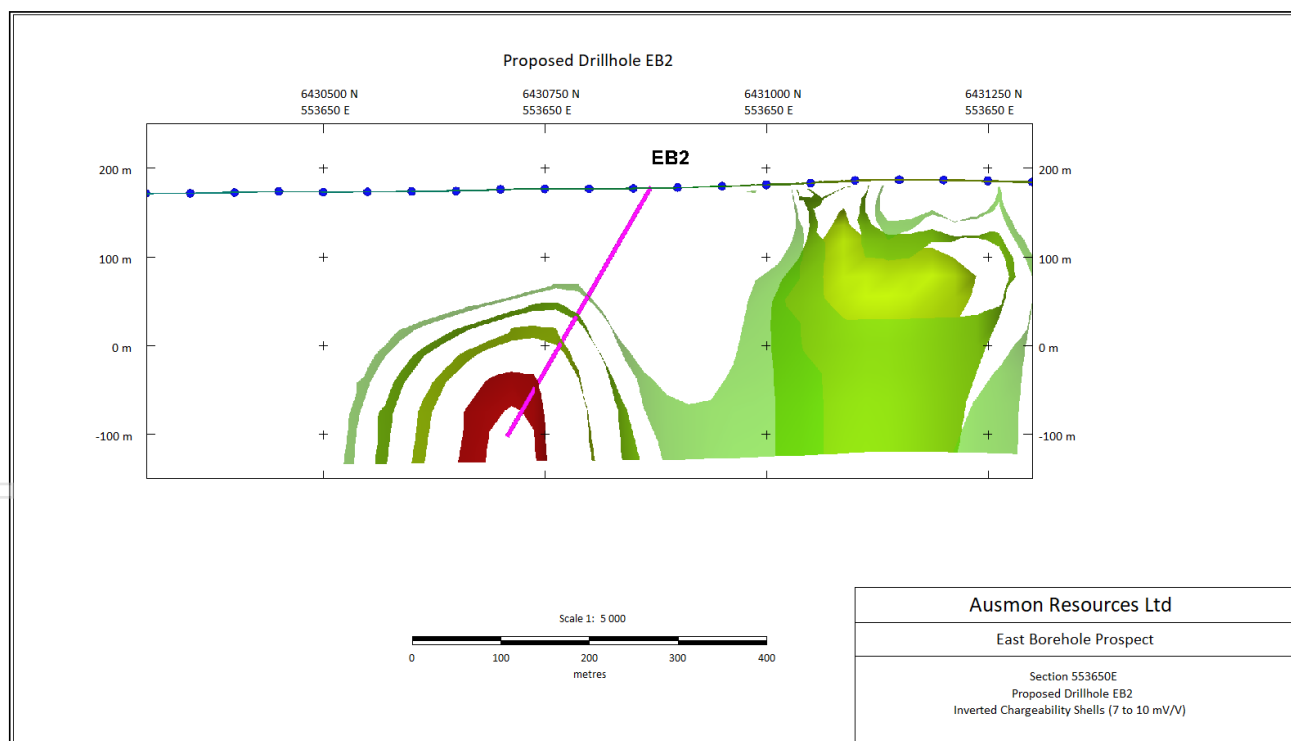 Proposed Drillhole EB2
6430500 N
553650 E
6430750 N
553650 E
6431000 N
553650 E
6431250 N
553650 E
EB2
200 m
200 m
100 m
100 m
0 m
0 m
-100 m
-100 m
Scale 1: 5 000
0 100 200 300 400
metres
Ausmon Resources Ltd
East Borehole Prospect
Section 553650E
Proposed Drillhole EB2
Inverted Chargeability Shells (7 to 10 mV/V)